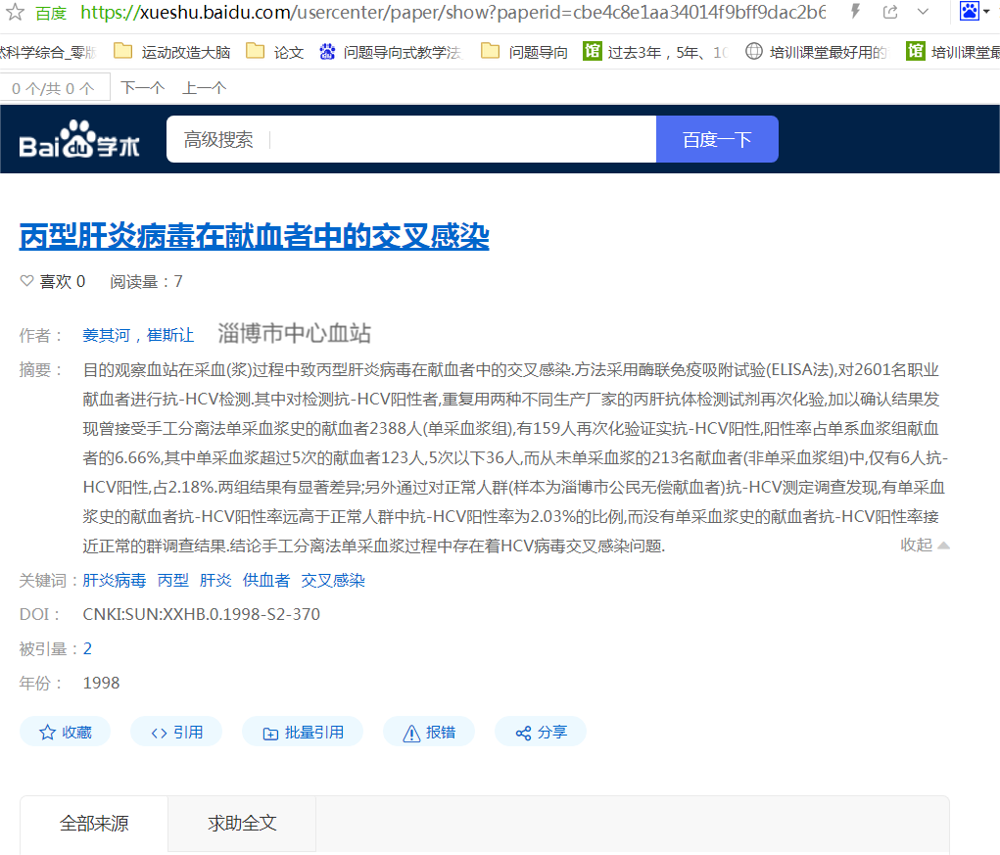 百度 https://xueshu.baidu.com/usercenter/paper/show?paperid=cbe4c8e1aa34014f9bff9dac2b6
然科学综合_零版 运动改造大脑 论文 问题导向式教学法 问题导向 馆 过去3年，5年、10 培训课堂最好用的 馆 培训课堂最
0 个/共 0 个 下一个 上一个
Bai du 学术 高级搜索 百度一下
丙型肝炎病毒在献血者中的交叉感染
喜欢 0 阅读量：7
作者： 姜其河，崔斯让 淄博市中心血站
摘要： 目的观察血站在采血(浆)过程中致丙型肝炎病毒在献血者中的交叉感染.方法采用酶联免疫吸附试验(ELISA法),对2601名职业
献血者进行抗-HCV检测.其中对检测抗-HCV阳性者,重复用两种不同生产厂家的丙肝抗体检测试剂再次化验,加以确认结果发
现曾接受手工分离法单采血浆史的献血者2388人(单采血浆组),有159人再次化验证实抗-HCV阳性,阳性率占单系血浆组献血
者的6.66%,其中单采血浆超过5次的献血者123人,5次以下36人,而从未单采血浆的213名献血者(非单采血浆组)中,仅有6人抗-
HCV阳性,占2.18%.两组结果有显著差异;另外通过对正常人群(样本为淄博市公民无偿献血者)抗-HCV测定调查发现,有单采血
浆史的献血者抗-HCV阳性率远高于正常人群中抗-HCV阳性率为2.03%的比例,而没有单采血浆史的献血者抗-HCV阳性率接
近正常的群调查结果.结论手工分离法单采血浆过程中存在着HCV病毒交叉感染问题. 收起
关键词： 肝炎病毒 丙型 肝炎 供血者 交叉感染
DOI： CNKI:SUN:XXHB.0.1998-S2-370
被引量： 2
年份： 1998
收藏 引用 批量引用 报错 分享
全部来源 求助全文